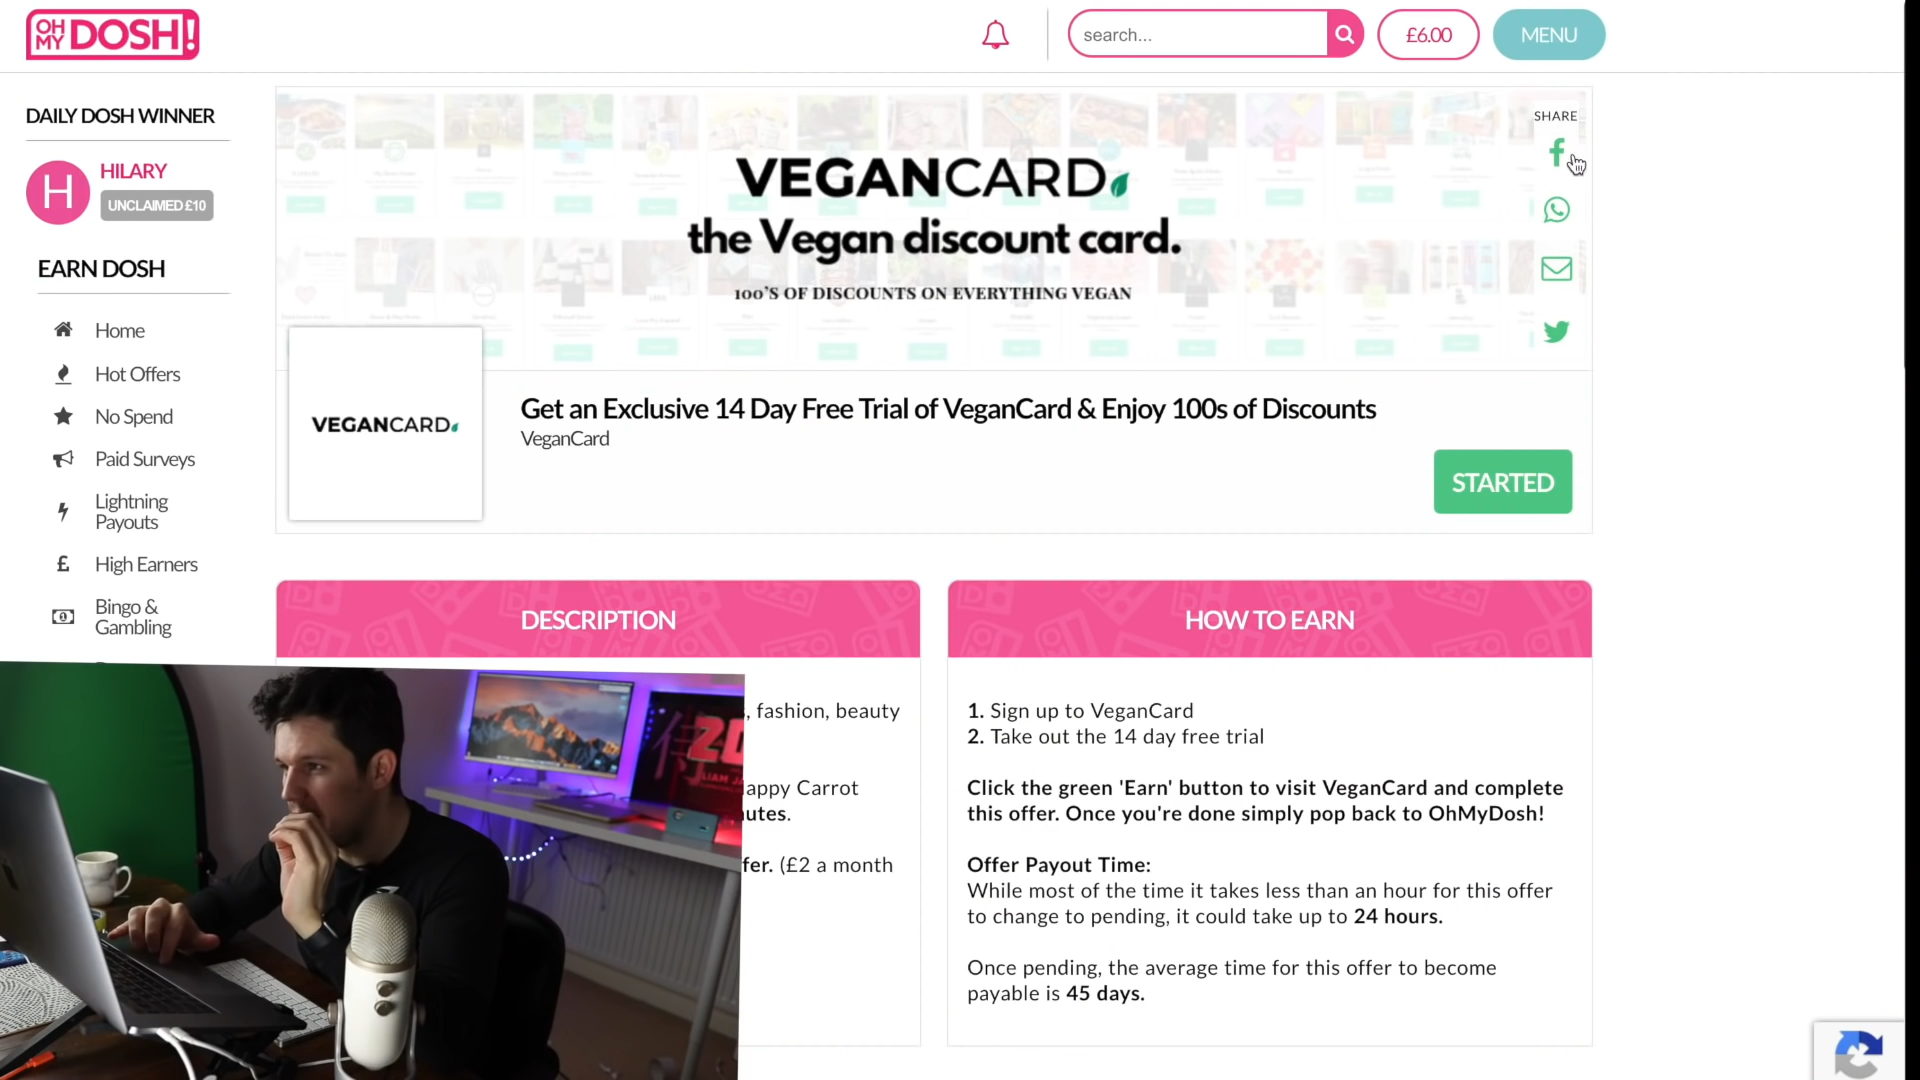 OH MY DOSH!
search...
£6.00
MENU
DAILY DOSH WINNER
H
HILARY
UNCLAIMED £10
EARN DOSH
Home
Hot Offers
No Spend
Paid Surveys
Lightning
Payouts
£ High Earners
Bingo &
Gambling
VEGANCARD
the Vegan discount card.
100'S OF DISCOUNTS ON EVERYTHING VEGAN
SHARE
VEGANCARD
Get an Exclusive 14 Day Free Trial of VeganCard & Enjoy 100s of Discounts
VeganCard
STARTED
DESCRIPTION
, fashion, beauty
appy Carrot
utes.
fer. (£2 a month
HOW TO EARN
1. Sign up to VeganCard
2. Take out the 14 day free trial
Click the green 'Earn' button to visit VeganCard and complete
this offer. Once you're done simply pop back to OhMyDosh!
Offer Payout Time:
While most of the time it takes less than an hour for this offer
to change to pending, it could take up to 24 hours.
Once pending, the average time for this offer to become
payable is 45 days.
20
LIAM JA